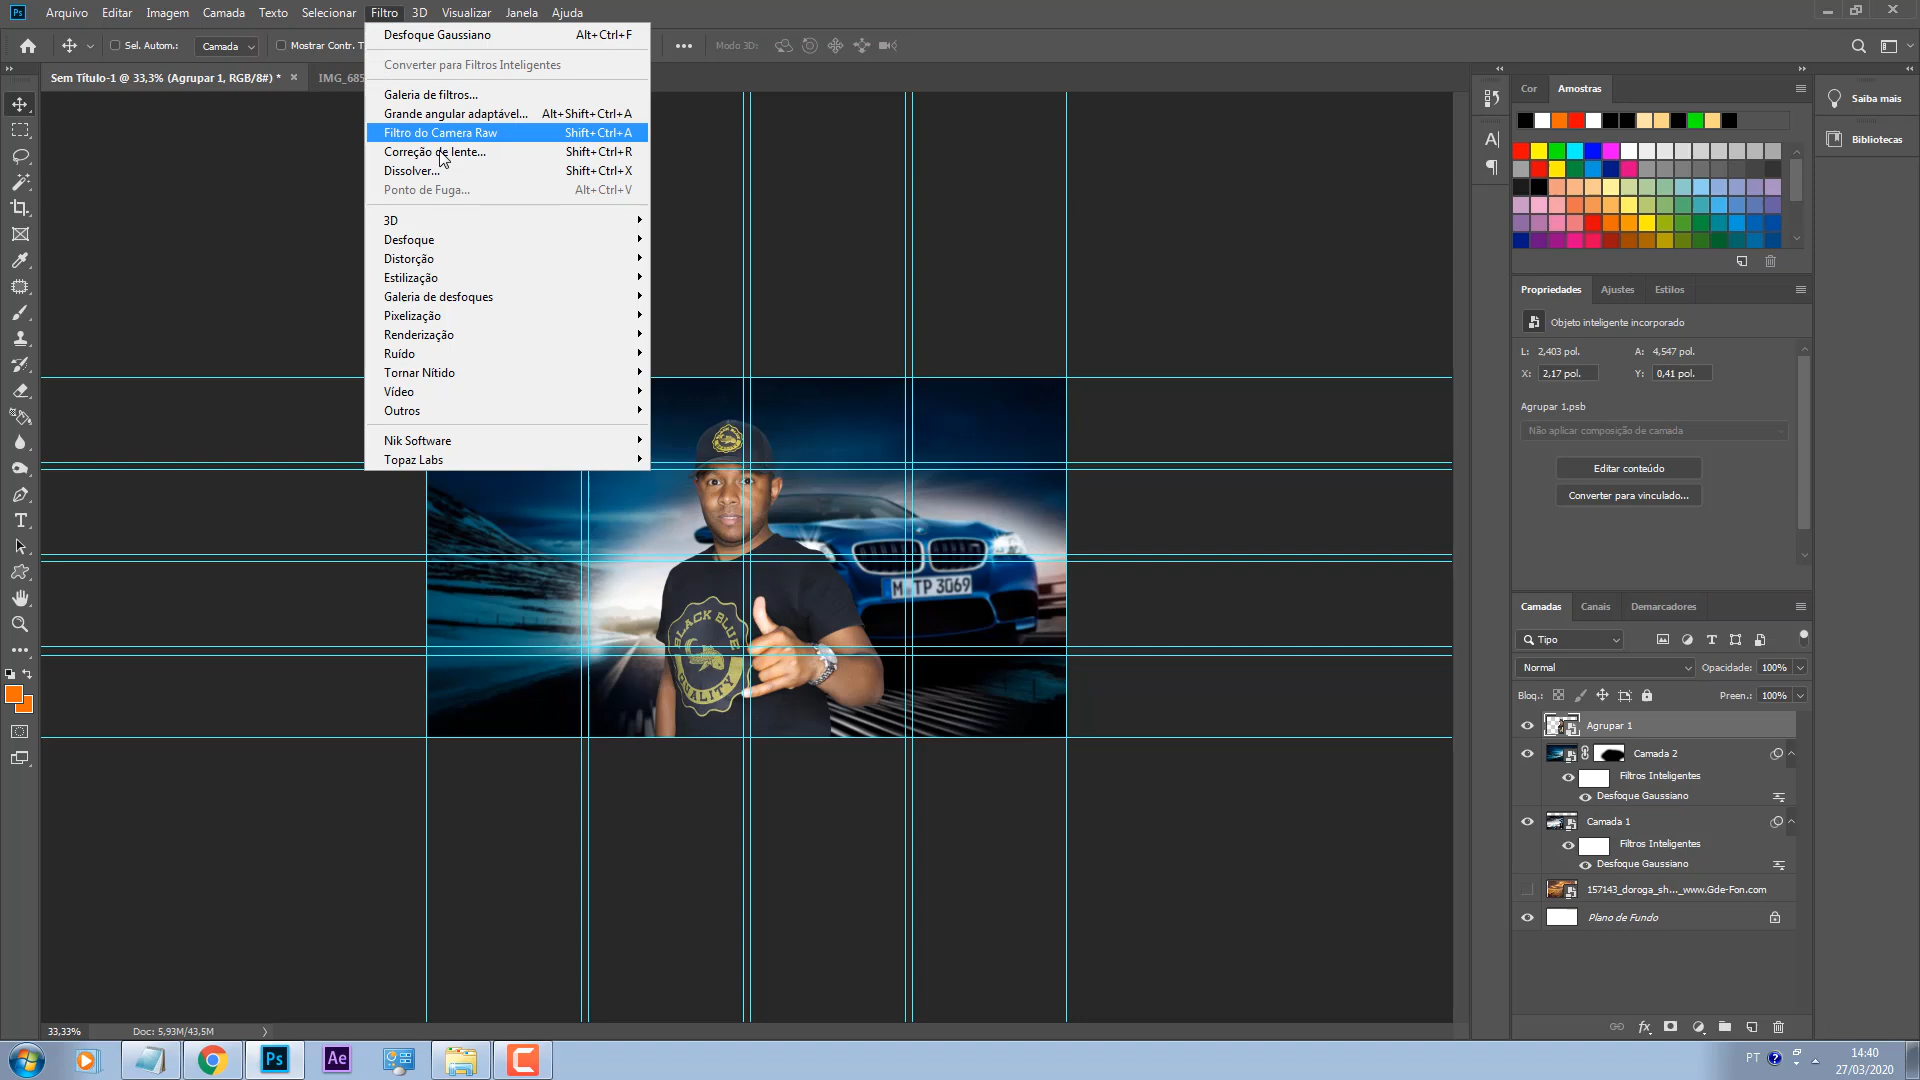 Ps Arquivo Editar Imagem Camada Texto Selecionar Filtro 3D Visualizar Janela Ajuda
Sel. Autom.: Camada Mostrar Contr. T Modo 3D:
Sem Título-1 @ 33,3% (Agrupar 1, RGB/8#) * × IMG_685
Desfoque Gaussiano Alt+Ctrl+F
Converter para Filtros Inteligentes
Galeria de filtros...
Grande angular adaptável... Alt+Shift+Ctrl+A
Filtro do Camera Raw Shift+Ctrl+A
Correção de lente... Shift+Ctrl+R
Dissolver... Shift+Ctrl+X
Ponto de Fuga... Alt+Ctrl+V
3D
Desfoque
Distorção
Estilização
Galeria de desfoques
Pixelização
Renderização
Ruído
Tornar Nítido
Vídeo
Outros
Nik Software
Topaz Labs
M TP 3069
BLACK BLUE
QUALITY
Cor Amostras
Saiba mais
Bibliotecas
Propriedades Ajustes Estilos
Objeto inteligente incorporado
L: 2,403 pol. A: 4,547 pol.
X: 2,17 pol. Y: 0,41 pol.
Agrupar 1.psb
Não aplicar composição de camada
Editar conteúdo
Converter para vinculado...
Camadas Canais Demarcadores
Tipo
Normal Opacidade: 100%
Bloq.: Preen.: 100%
Agrupar 1
Camada 2
Filtros Inteligentes
Desfoque Gaussiano
Camada 1
Filtros Inteligentes
Desfoque Gaussiano
157143_doroga_sh..._www.Gde-Fon.com
Plano de Fundo
fx
33,33% Doc: 5,93M/43,5M
Ps Ae
PT 14:40
27/03/2020